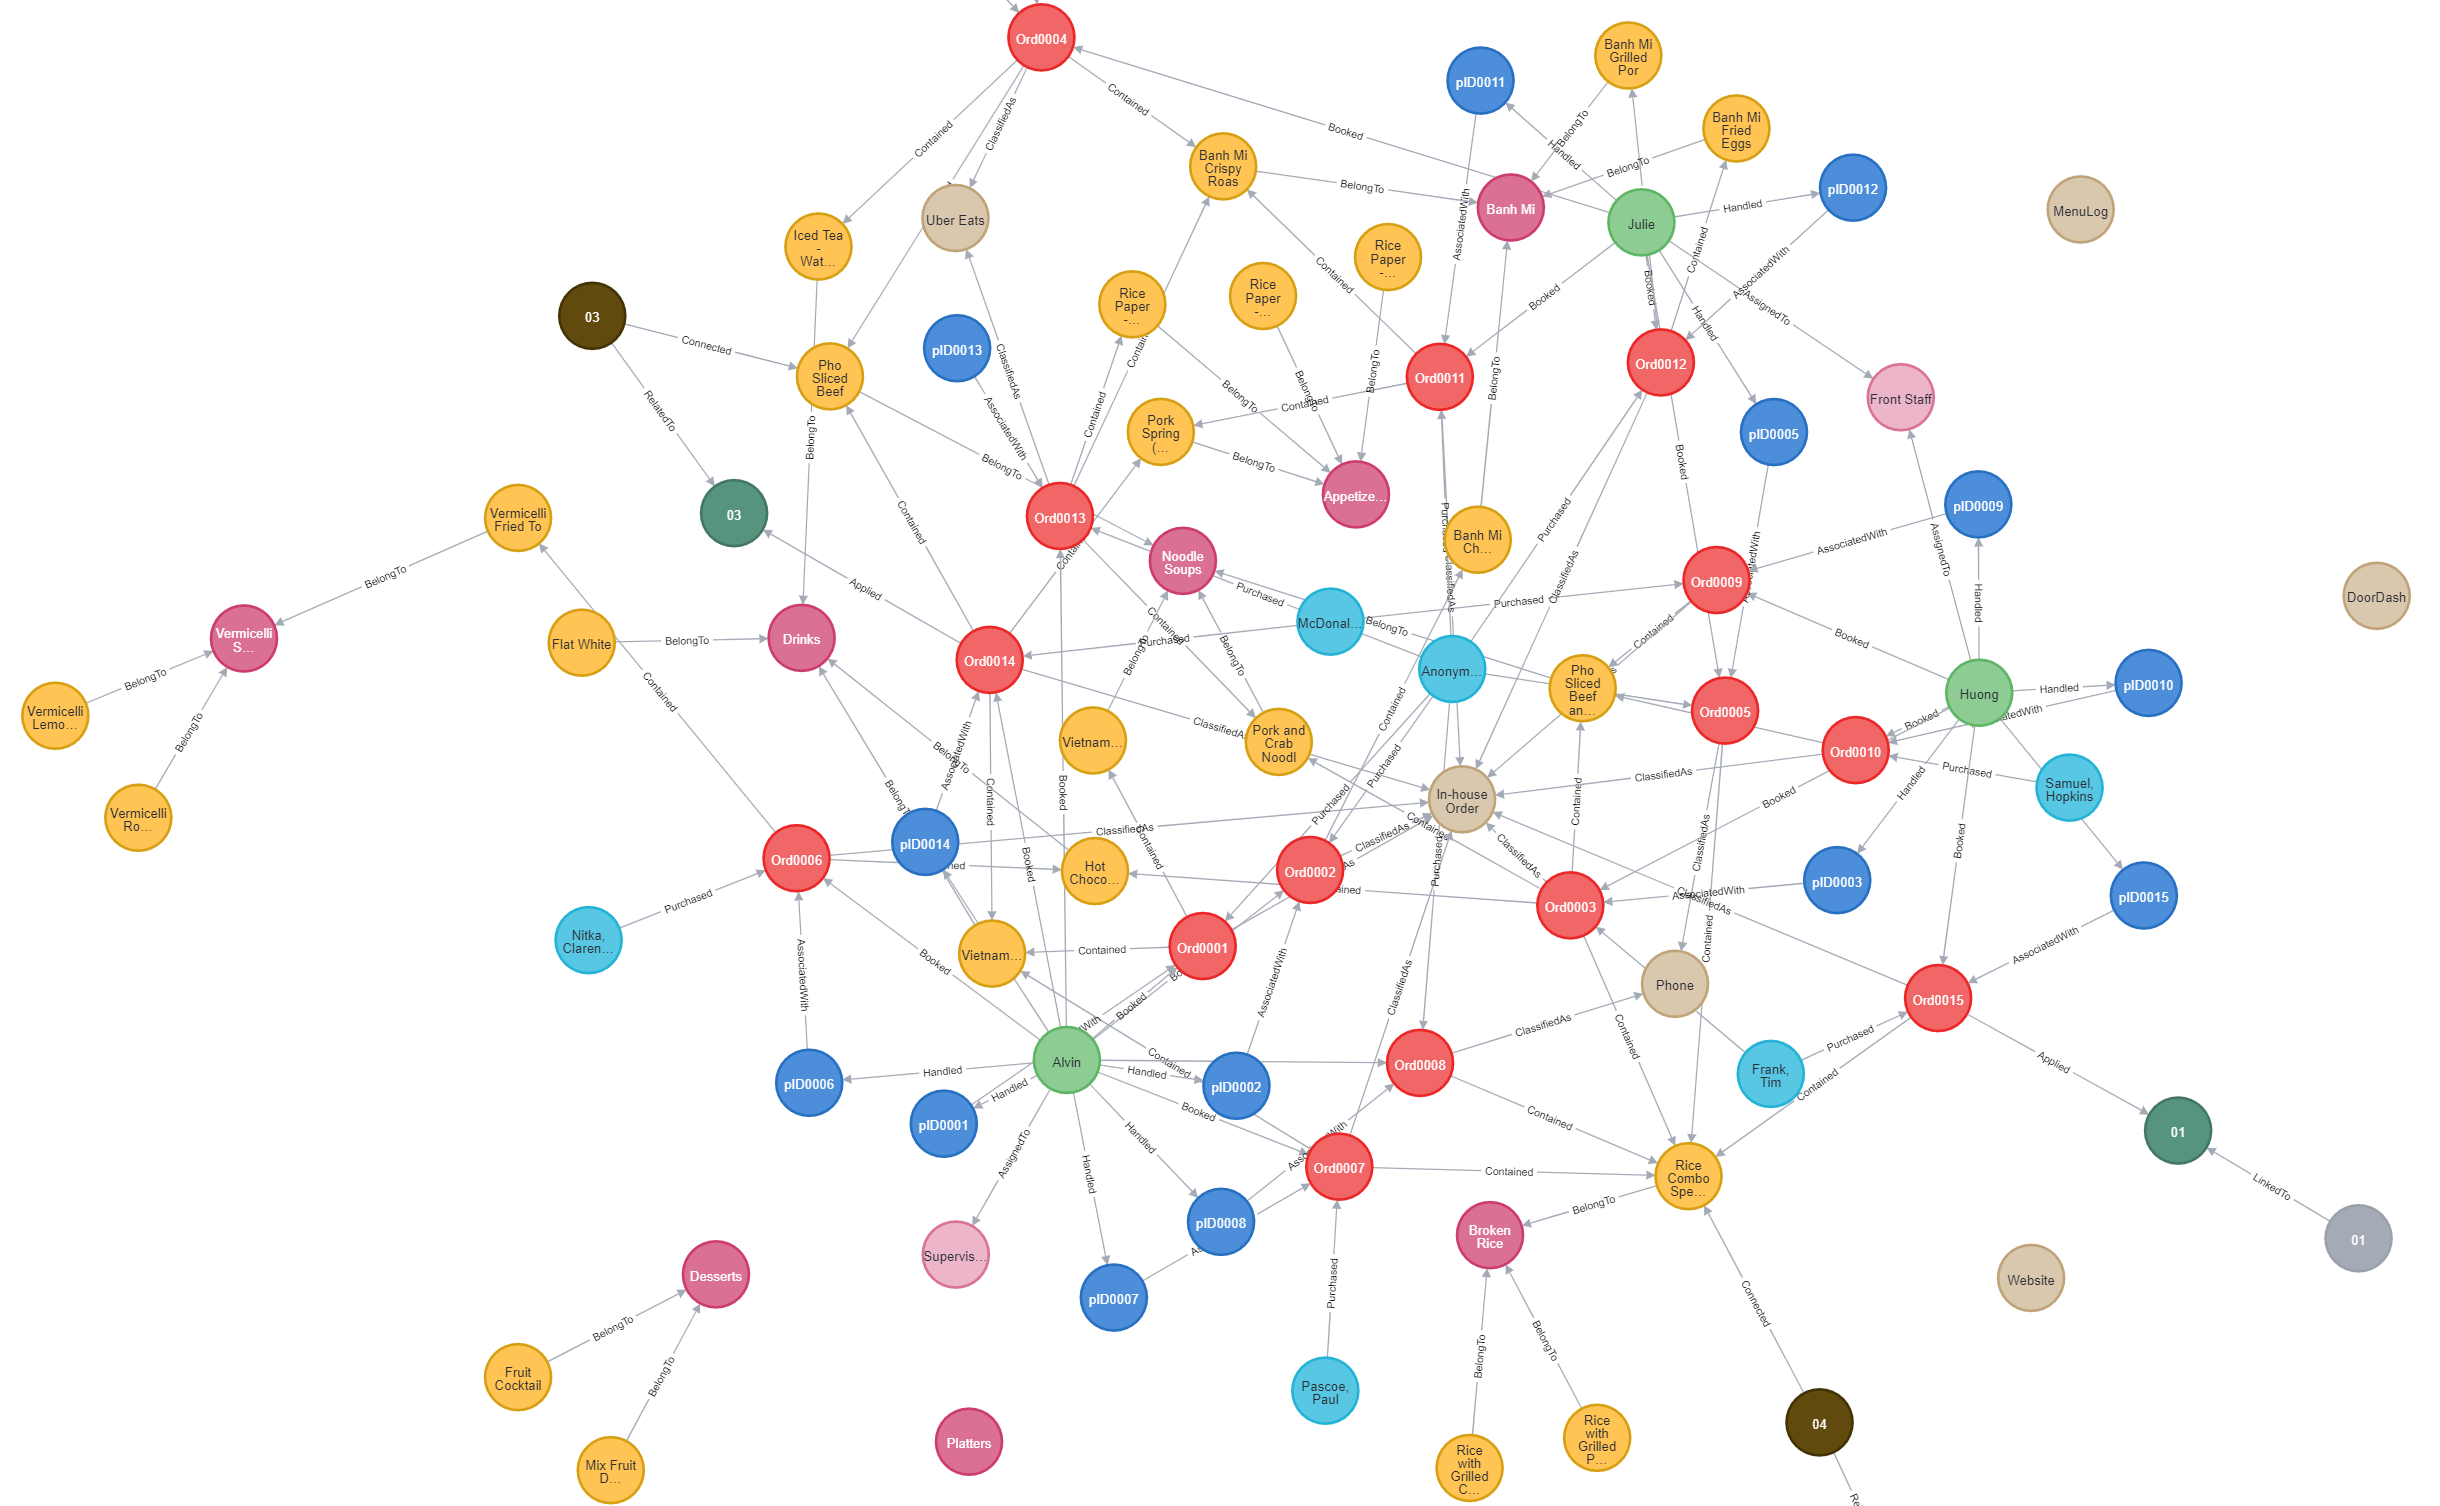 Ord0004
Contained
Contained
ClassifiedAs
Booked
pID0011
Banh Mi
Grilled
Por
Banh Mi
Fried
Eggs
BelongTo
Handled
BelongTo
Banh Mi
Crispy
Roas
BelongTo
Banh Mi
Julie
Handled
pID0012
MenuLog
Uber Eats
Iced Tea
-
Wat...
AssociatedWith
Rice
Paper
-...
Rice
Paper
-...
Rice
Paper
-...
Contained
Booked
Booked
Contained
AssociatedWith
AssignedTo
Handled
03
Connected
Pho
Sliced
Beef
pID0013
ClassifiedAs
Ord0011
Ord0012
Front Staff
RelatedTo
BelongTo
AssociatedWith
Contained
BelongTo
BelongTo
BelongTo
BelongTo
Contained
Pork
Spring
(...
BelongTo
pID0005
BelongTo
Booked
Appetize...
03
Contained
Ord0013
Purchased
pID0009
Vermicelli
Fried To
Noodle
Soups
Banh Mi
Ch...
AssociatedWith
AssignedTo
BelongTo
Applied
Purchased
ClassifiedAs
Ord0009
Handled
DoorDash
Vermicelli
S...
Flat White
BelongTo
Drinks
Ord0014
Purchased
McDonal...
BelongTo
Purchased
Contained
Booked
BelongTo
Contained
BelongTo
Contained
BelongTo
Anonym...
Pho
Sliced
Beef
an...
Ord0005
Huong
Handled
pID0010
Vermicelli
Lemo...
BelongTo
Vietnam...
ClassifiedAs
Pork and
Crab
Noodl
Contained
Purchased
Booked
Ord0010
BelongTo
AssociatedWith
Contained
Booked
In-house
Order
ClassifiedAs
Purchased
Samuel,
Hopkins
Vermicelli
Ro...
Purchased
Contained
Booked
Handled
Ord0006
ClassifiedAs
pID0014
Contained
Hot
Choco...
Booked
Ord0002
ClassifiedAs
Contained
ClassifiedAs
Purchased
ClassifiedAs
Booked
pID0003
pID0015
Purchased
Ord0003
AssociatedWith
ClassifiedAs
Nitka,
Claren...
Vietnam...
Contained
Ord0001
Contained
AssociatedWith
AssociatedWith
Booked
AssociatedWith
ClassifiedAs
Phone
Ord0015
Booked
Alvin
Contained
ClassifiedAs
Contained
Purchased
Applied
pID0006
Handled
Handled
Handled
pID0002
Ord0008
Frank,
Tim
Contained
pID0001
Booked
Contained
01
AssignedTo
Handled
Handled
Ord0007
Contained
Rice
Combo
Spe...
LinkedTo
pID0008
BelongTo
Broken
Rice
01
Supervis...
Desserts
pID0007
Purchased
Website
BelongTo
Connected
BelongTo
BelongTo
Fruit
Cocktail
BelongTo
Pascoe,
Paul
04
Platters
Rice
with
Grilled
P...
Mix Fruit
D...
Rice
with
Grilled
C...